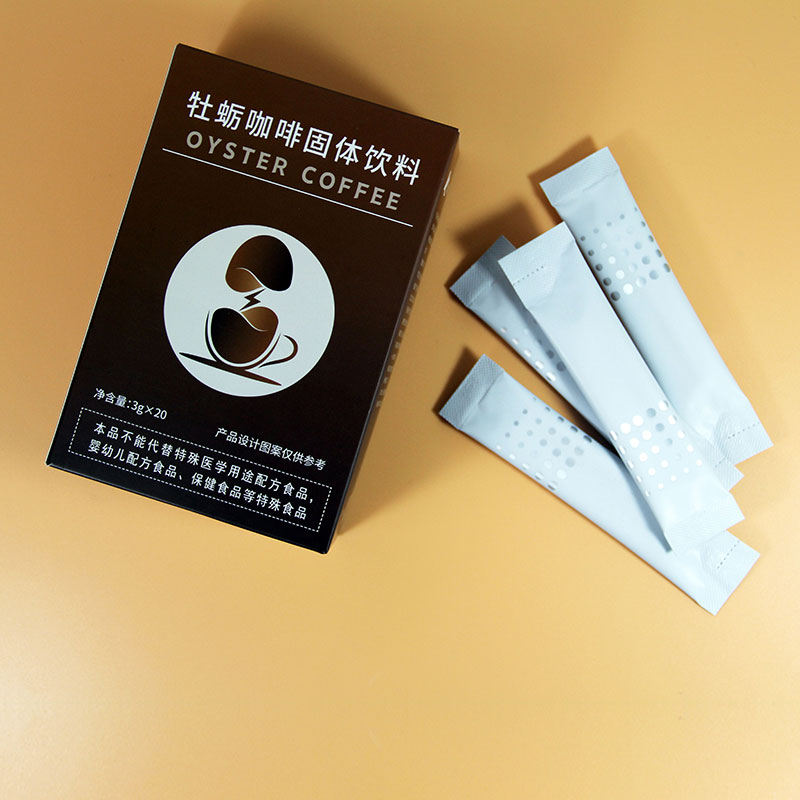 牡蛎咖啡固体饮料
OYSTER COFFEE
净含量:3g×20
产品设计图案仅供参考
本品不能代替特殊医学用途配方食品,
婴幼儿配方食品、保健食品等特殊食品